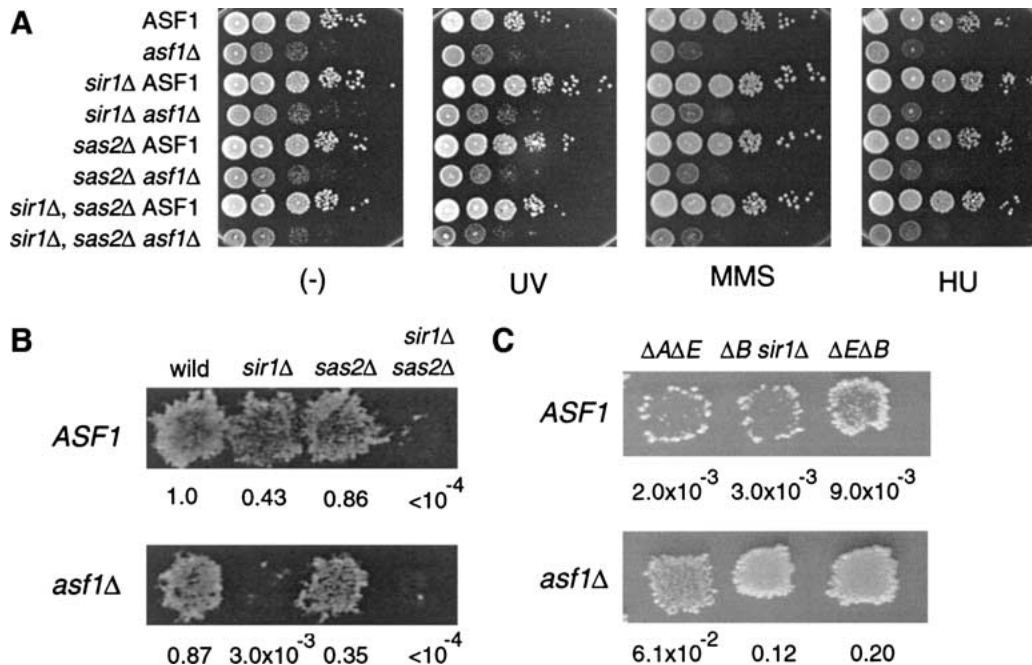 A
ASF1
asf1Δ
sir1Δ ASF1
sir1Δ asf1Δ
sas2Δ ASF1
sas2Δ asf1Δ
sir1Δ, sas2Δ ASF1
sir1Δ, sas2Δ asf1Δ
(-) UV MMS HU
B
sir1Δ
wild sir1Δ sas2Δ sas2Δ
ASF1
1.0 0.43 0.86 <10⁻⁴
asf1Δ
0.87 3.0x10⁻³ 0.35 <10⁻⁴
C
ΔAΔE ΔB sir1Δ ΔEΔB
ASF1
2.0x10⁻³ 3.0x10⁻³ 9.0x10⁻³
asf1Δ
6.1x10⁻² 0.12 0.20